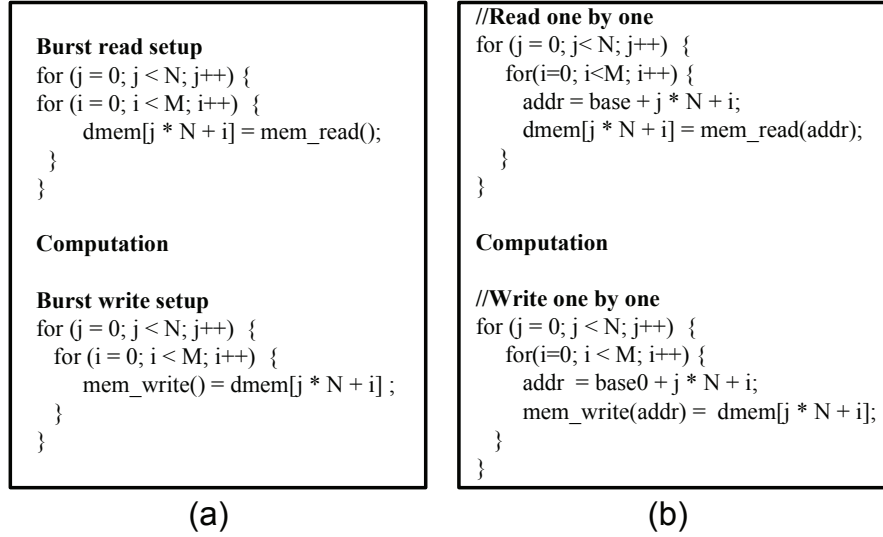 Burst read setup
for (j = 0; j < N; j++) {
for (i = 0; i < M; i++) {
dmem[j * N + i] = mem_read();
}
}
Computation
Burst write setup
for (j = 0; j < N; j++) {
for (i = 0; i < M; i++) {
mem_write() = dmem[j * N + i] ;
}
}
(a)
//Read one by one
for (j = 0; j< N; j++) {
for(i=0; i<M; i++) {
addr = base + j * N + i;
dmem[j * N + i] = mem_read(addr);
}
}
Computation
//Write one by one
for (j = 0; j < N; j++) {
for(i=0; i < M; i++) {
addr = base0 + j * N + i;
mem_write(addr) = dmem[j * N + i];
}
}
(b)